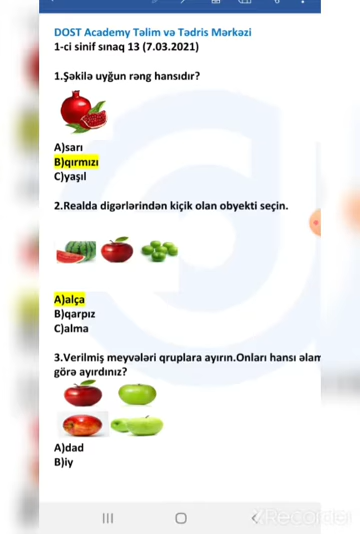 DOST Academy Təlim və Tədris Mərkəzi
1-ci sinif sınaq 13 (7.03.2021)
1.Şəkilə uyğun rəng hansıdır?
A)sarı
B)qırmızı
C)yaşıl
2.Realda digərlərindən kiçik olan obyekti seçin.
A)alça
B)qarpız
C)alma
3.Verilmiş meyvələri qruplara ayırın.Onları hansı əlam
görə ayırdınız?
A)dad
B)iy